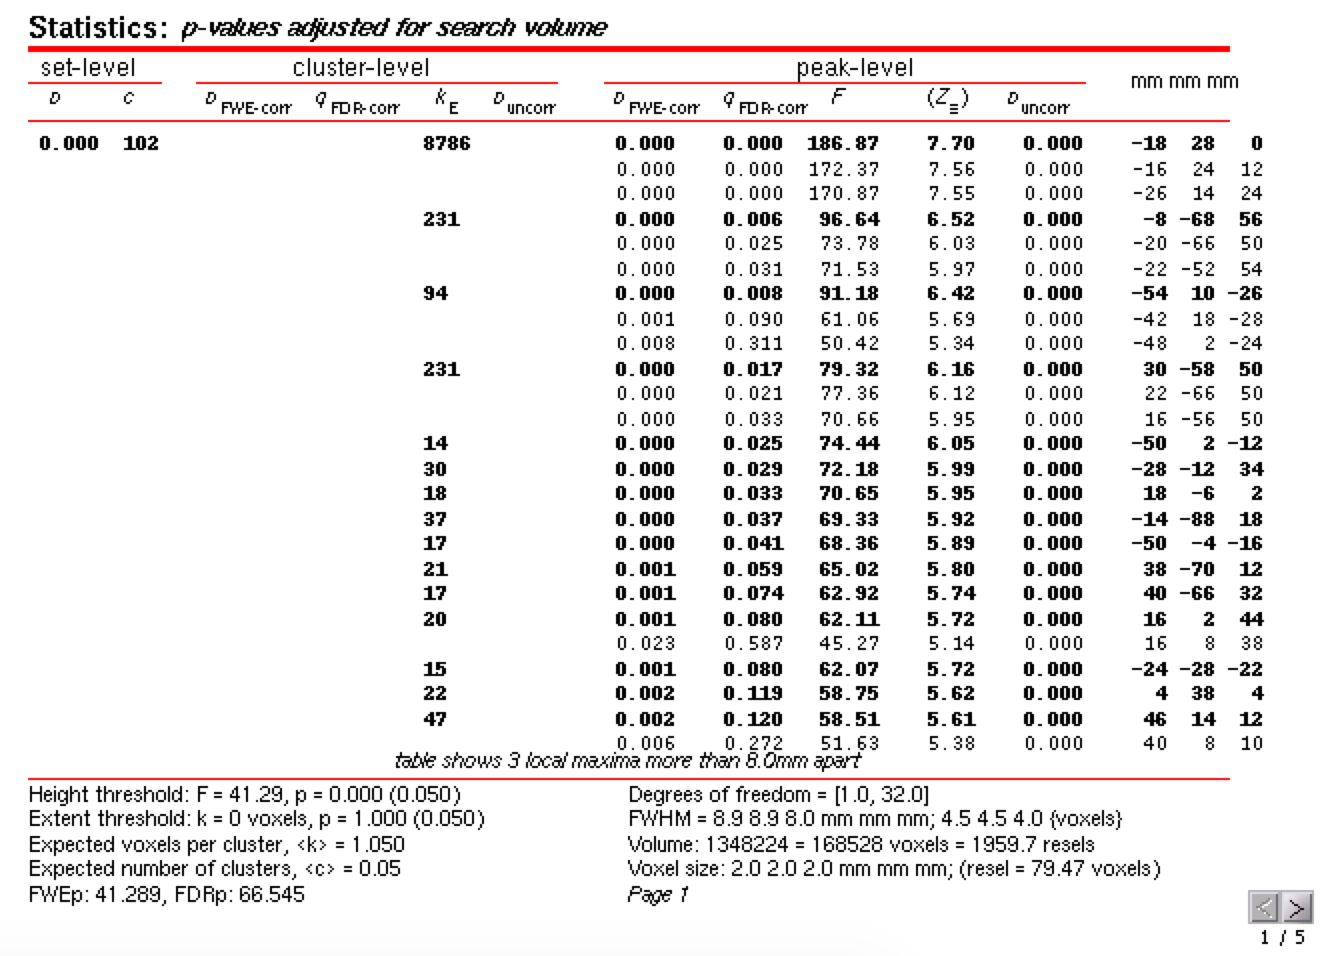 Statistics: p-values adjusted for search volume
set-level cluster-level peak-level mm mm mm
p c p FWE-corr q FDR-corr k E p uncorr p FWE-corr q FDR-corr F (Z≡) p uncorr
0.000 102 8786 0.000 0.000 186.87 7.70 0.000 -18 28 0
0.000 0.000 172.37 7.56 0.000 -16 24 12
0.000 0.000 170.87 7.55 0.000 -26 14 24
231 0.000 0.006 96.64 6.52 0.000 -8 -68 56
0.000 0.025 73.78 6.03 0.000 -20 -66 50
0.000 0.031 71.53 5.97 0.000 -22 -52 54
94 0.000 0.008 91.18 6.42 0.000 -54 10 -26
0.001 0.090 61.06 5.69 0.000 -42 18 -28
0.008 0.311 50.42 5.34 0.000 -48 2 -24
231 0.000 0.017 79.32 6.16 0.000 30 -58 50
0.000 0.021 77.36 6.12 0.000 22 -66 50
0.000 0.033 70.66 5.95 0.000 16 -56 50
14 0.000 0.025 74.44 6.05 0.000 -50 2 -12
30 0.000 0.029 72.18 5.99 0.000 -28 -12 34
18 0.000 0.033 70.65 5.95 0.000 18 -6 2
37 0.000 0.037 69.33 5.92 0.000 -14 -88 18
17 0.000 0.041 68.36 5.89 0.000 -50 -4 -16
21 0.001 0.059 65.02 5.80 0.000 38 -70 12
17 0.001 0.074 62.92 5.74 0.000 40 -66 32
20 0.001 0.080 62.11 5.72 0.000 16 2 44
0.023 0.587 45.27 5.14 0.000 16 8 38
15 0.001 0.080 62.07 5.72 0.000 -24 -28 -22
22 0.002 0.119 58.75 5.62 0.000 4 38 4
47 0.002 0.120 58.51 5.61 0.000 46 14 12
0.006 0.272 51.63 5.38 0.000 40 8 10
table shows 3 local maxima more than 8.0mm apart
Height threshold: F = 41.29, p = 0.000 (0.050)
Extent threshold: k = 0 voxels, p = 1.000 (0.050)
Expected voxels per cluster, <k> = 1.050
Expected number of clusters, <c> = 0.05
FWEp: 41.289, FDRp: 66.545
Degrees of freedom = [1.0, 32.0]
FWHM = 8.9 8.9 8.0 mm mm mm; 4.5 4.5 4.0 {voxels}
Volume: 1348224 = 168528 voxels = 1959.7 resels
Voxel size: 2.0 2.0 2.0 mm mm mm; (resel = 79.47 voxels)
Page 1
< >
1 / 5